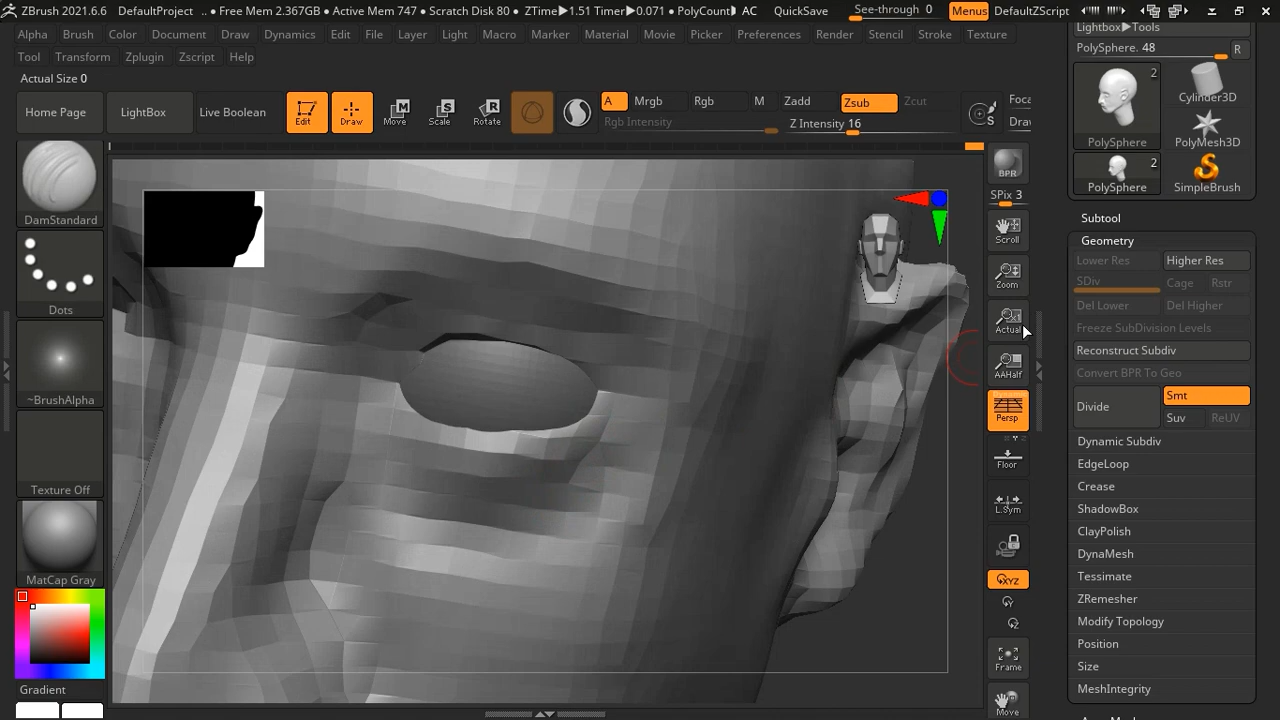 ZBrush 2021.6.6 DefaultProject .. • Free Mem 2.367GB • Active Mem 747 • Scratch Disk 80 • ZTime▶1.51 Timer▶0.071 • PolyCount▶ AC QuickSave See-through 0 Menus DefaultZScript
Alpha Brush Color Document Draw Dynamics Edit File Layer Light Macro Marker Material Movie Picker Preferences Render Stencil Stroke Texture
Tool Transform Zplugin Zscript Help
Actual Size 0
Home Page LightBox Live Boolean Edit Draw Move Scale Rotate
A Mrgb Rgb M Zadd Zsub Zcut Foca
Rgb Intensity Z Intensity 16 Drav
M S R S
DamStandard
Dots
~BrushAlpha
Texture Off
MatCap Gray
Gradient
BPR
SPix 3
Scroll
Zoom
Actual
AAHalf
Persp
Floor
L.Sym
XYZ
Y
Z
Frame
Move
Lightbox▶Tools
PolySphere. 48 R
2
PolySphere
Cylinder3D
PolyMesh3D
2
PolySphere
SimpleBrush
Subtool
Geometry
Lower Res Higher Res
SDiv Cage Rstr
Del Lower Del Higher
Freeze SubDivision Levels
Reconstruct Subdiv
Convert BPR To Geo
Divide Smt
Suv ReUV
Dynamic Subdiv
EdgeLoop
Crease
ShadowBox
ClayPolish
DynaMesh
Tessimate
ZRemesher
Modify Topology
Position
Size
MeshIntegrity